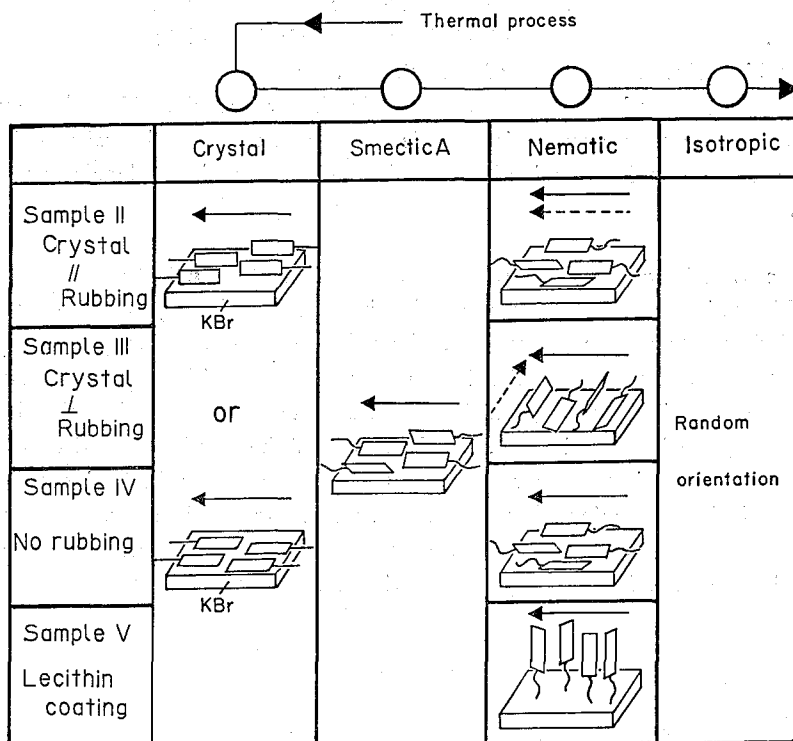 Thermal process
Crystal
Smectic A
Nematic
Isotropic
Sample II
Crystal
//
Rubbing
KBr
Sample III
Crystal
⊥
Rubbing
or
Random
orientation
Sample IV
No rubbing
KBr
Sample V
Lecithin
coating